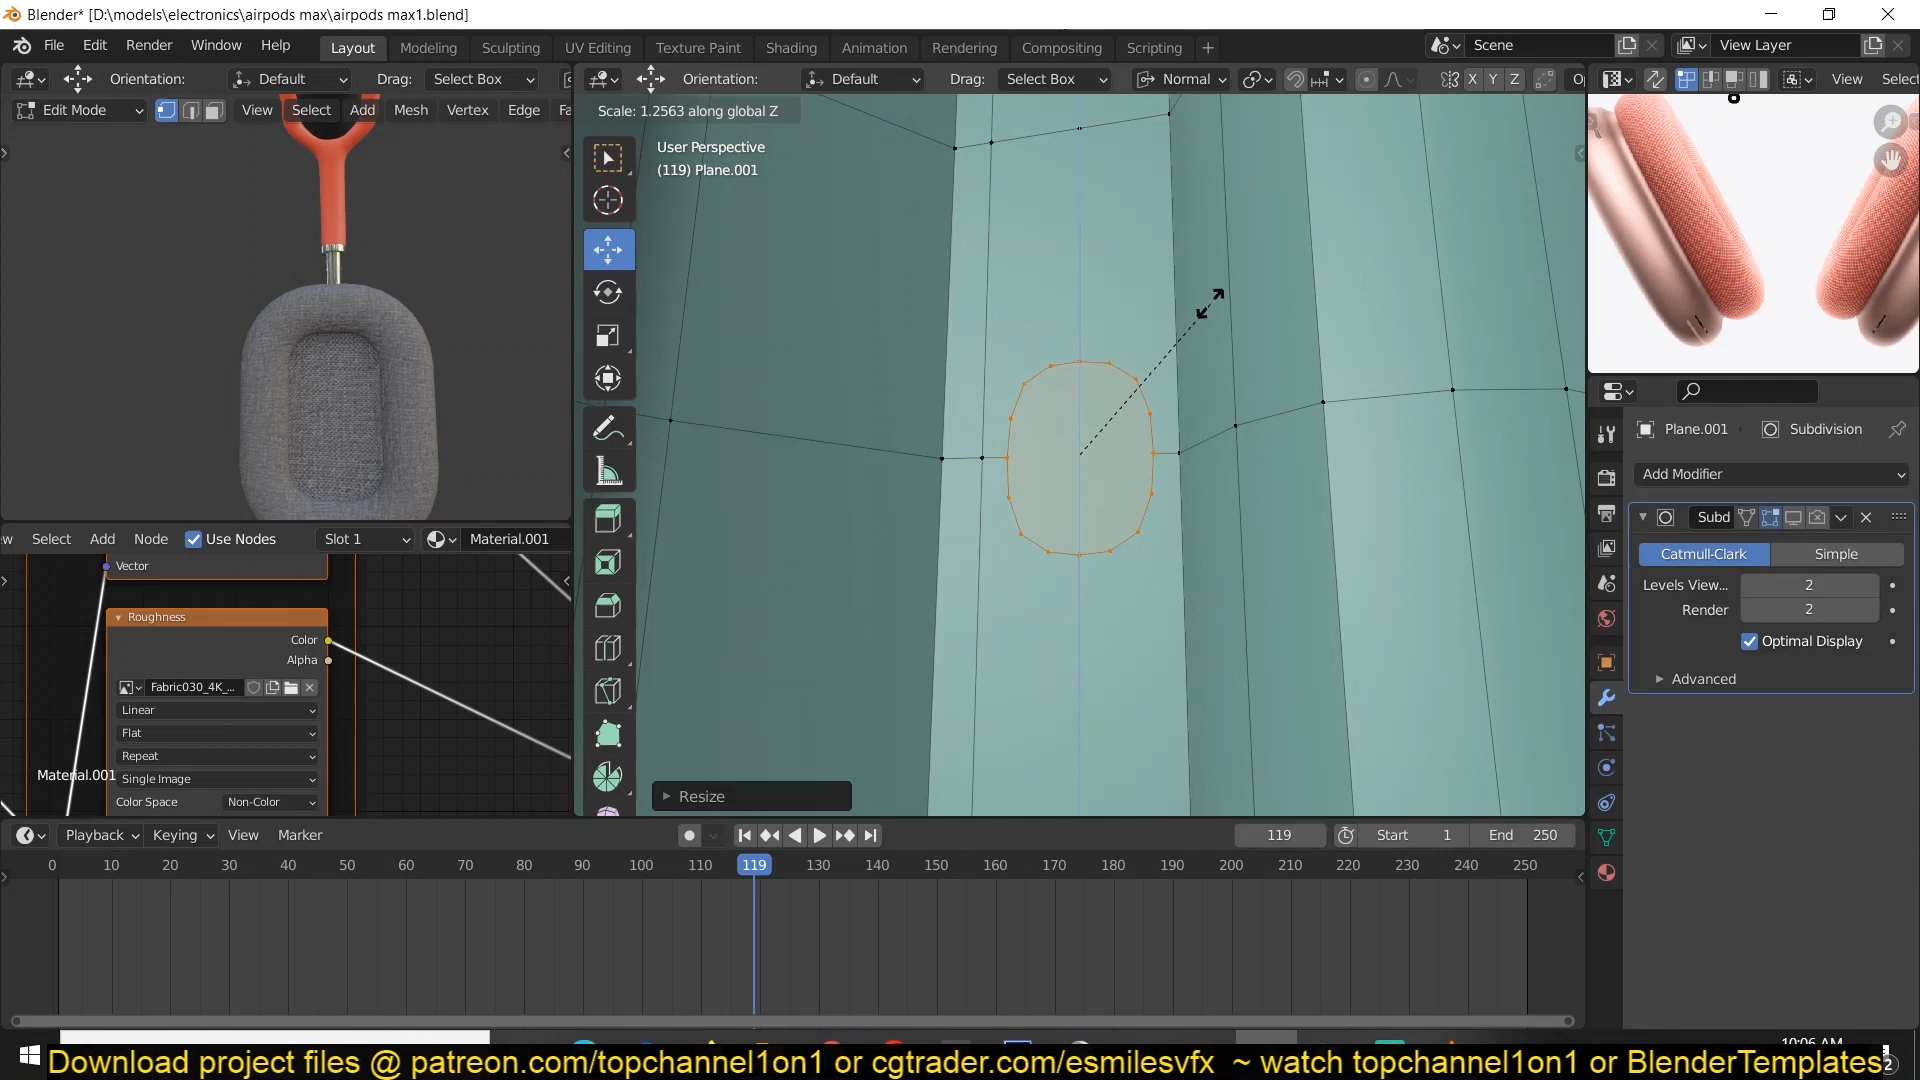 Blender* [D:\models\electronics\airpods max\airpods max1.blend]
File Edit Render Window Help Layout Modeling Sculpting UV Editing Texture Paint Shading Animation Rendering Compositing Scripting + Scene View Layer
Orientation: Default Drag: Select Box
Orientation: Default Drag: Select Box Normal X Y Z Op
View Select
Edit Mode View Select Add Mesh Vertex Edge Fa
Scale: 1.2563 along global Z
User Perspective
(119) Plane.001
Plane.001 Subdivision
Add Modifier
Subd
Catmull-Clark Simple
Levels View... 2
Render 2
Optimal Display
Advanced
ew Select Add Node Use Nodes Slot 1 Material.001
Vector
Roughness
Color
Alpha
Fabric030_4K_...
Linear
Flat
Repeat
Single Image
Material.001
Color Space Non-Color
Resize
Playback Keying View Marker 119 Start 1 End 250
0 10 20 30 40 50 60 70 80 90 100 110 119 130 140 150 160 170 180 190 200 210 220 230 240 250
10:06 AM
Download project files @ patreon.com/topchannel1on1 or cgtrader.com/esmilesvfx ~ watch topchannel1on1 or BlenderTemplates
2